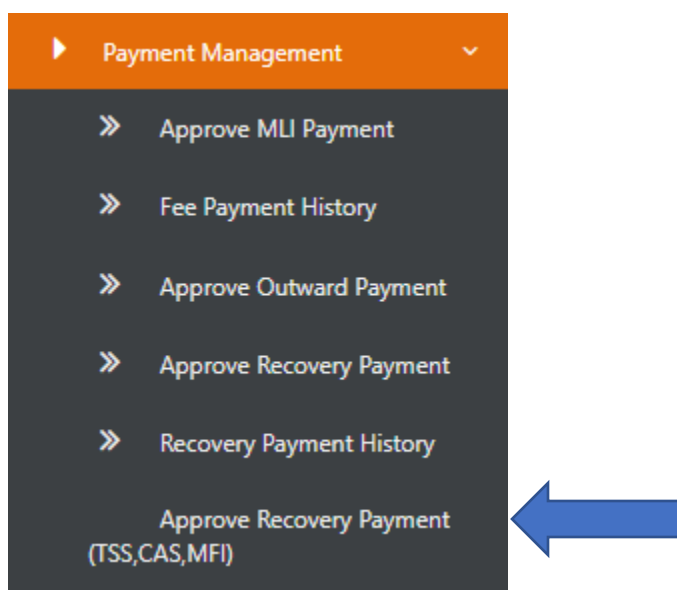 Payment Management
Approve MLI Payment
Fee Payment History
Approve Outward Payment
Approve Recovery Payment
Recovery Payment History
Approve Recovery Payment
(TSS,CAS,MFI)